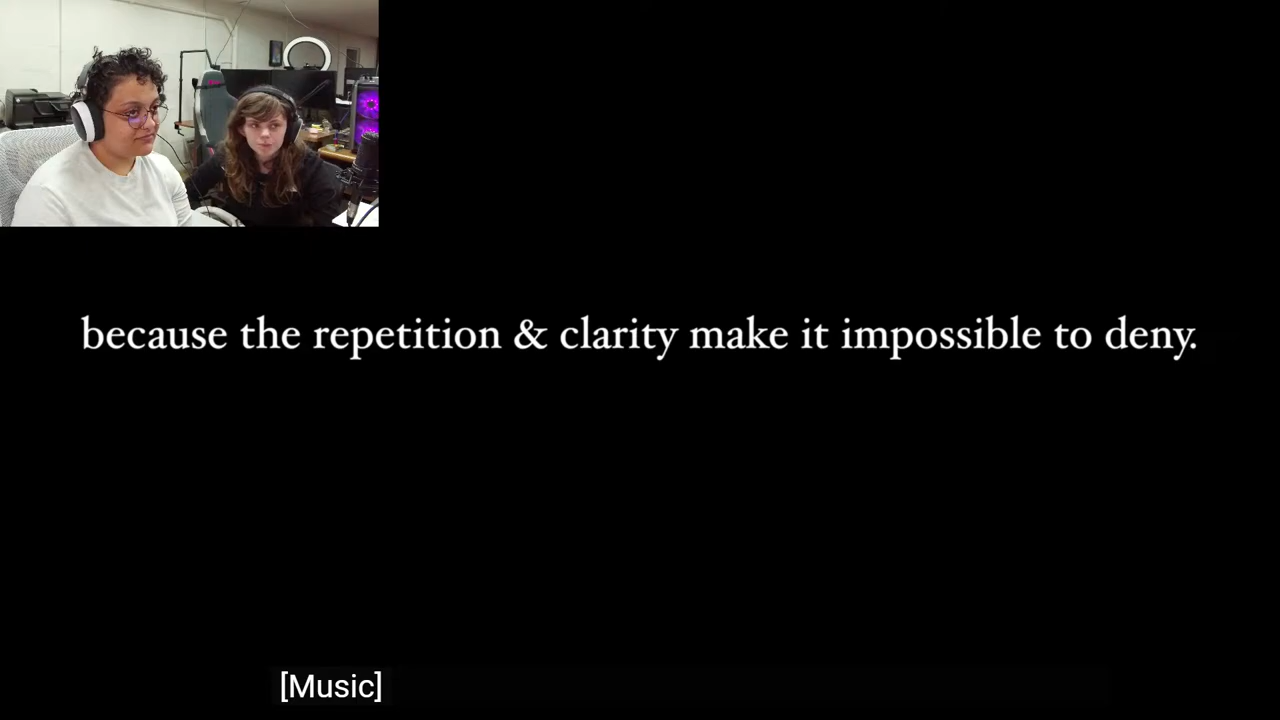 because the repetition & clarity make it impossible to deny.
[Music]